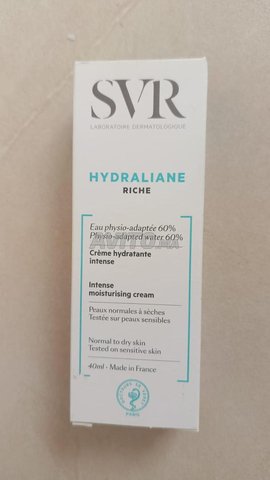 SVR
LABORATOIRE DERMATOLOGIQUE
HYDRALIANE
RICHE
Eau physio-adaptée 60%
Physio-adapted water 60%
Crème hydratante
intense
Intense
moisturising cream
Peaux normales à sèches
Testée sur peaux sensibles
Normal to dry skin
Tested on sensitive skin
40ml - Made in France
PARIS